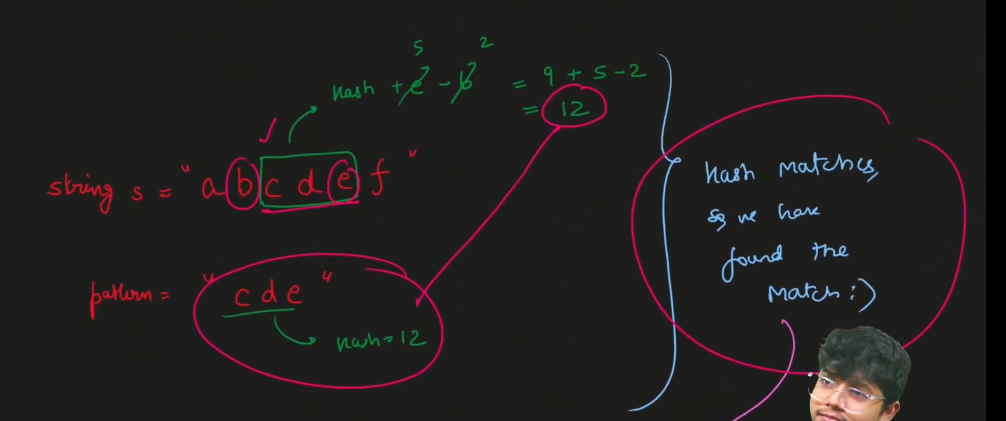 5 2
hash + e - b = 9 + 5 - 2
= 12
string s = "a b c d e f"
pattern = "c d e"
hash = 12
hash matches,
so we have
found the
match :)